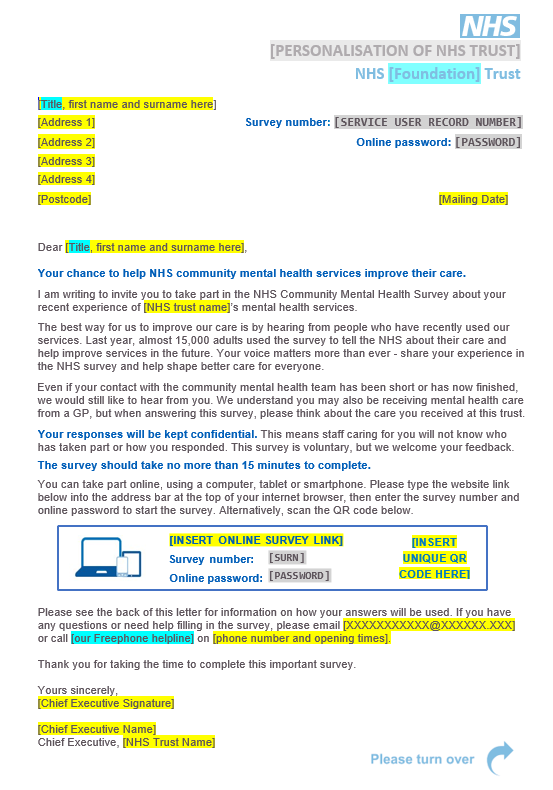 NHS
[PERSONALISATION OF NHS TRUST]
NHS [Foundation] Trust
[Title, first name and surname here]
[Address 1]
Survey number: [SERVICE USER RECORD NUMBER]
[Address 2]
Online password: [PASSWORD]
[Address 3]
[Address 4]
[Postcode]
[Mailing Date]
Dear [Title, first name and surname here],
Your chance to help NHS community mental health services improve their care.
I am writing to invite you to take part in the NHS Community Mental Health Survey about your
recent experience of [NHS trust name]'s mental health services.
The best way for us to improve our care is by hearing from people who have recently used our
services. Last year, almost 15,000 adults used the survey to tell the NHS about their care and
help improve services in the future. Your voice matters more than ever - share your experience in
the NHS survey and help shape better care for everyone.
Even if your contact with the community mental health team has been short or has now finished,
we would still like to hear from you. We understand you may also be receiving mental health care
from a GP, but when answering this survey, please think about the care you received at this trust.
Your responses will be kept confidential. This means staff caring for you will not know who
has taken part or how you responded. This survey is voluntary, but we welcome your feedback.
The survey should take no more than 15 minutes to complete.
You can take part online, using a computer, tablet or smartphone. Please type the website link
below into the address bar at the top of your internet browser, then enter the survey number and
online password to start the survey. Alternatively, scan the QR code below.
[INSERT ONLINE SURVEY LINK]
Survey number: [SURN]
Online password: [PASSWORD]
[INSERT
UNIQUE QR
CODE HERE]
Please see the back of this letter for information on how your answers will be used. If you have
any questions or need help filling in the survey, please email [XXXXXXXXXXX@XXXXXX.XXX]
or call [our Freephone helpline] on [phone number and opening times].
Thank you for taking the time to complete this important survey.
Yours sincerely,
[Chief Executive Signature]
[Chief Executive Name]
Chief Executive, [NHS Trust Name]
Please turn over